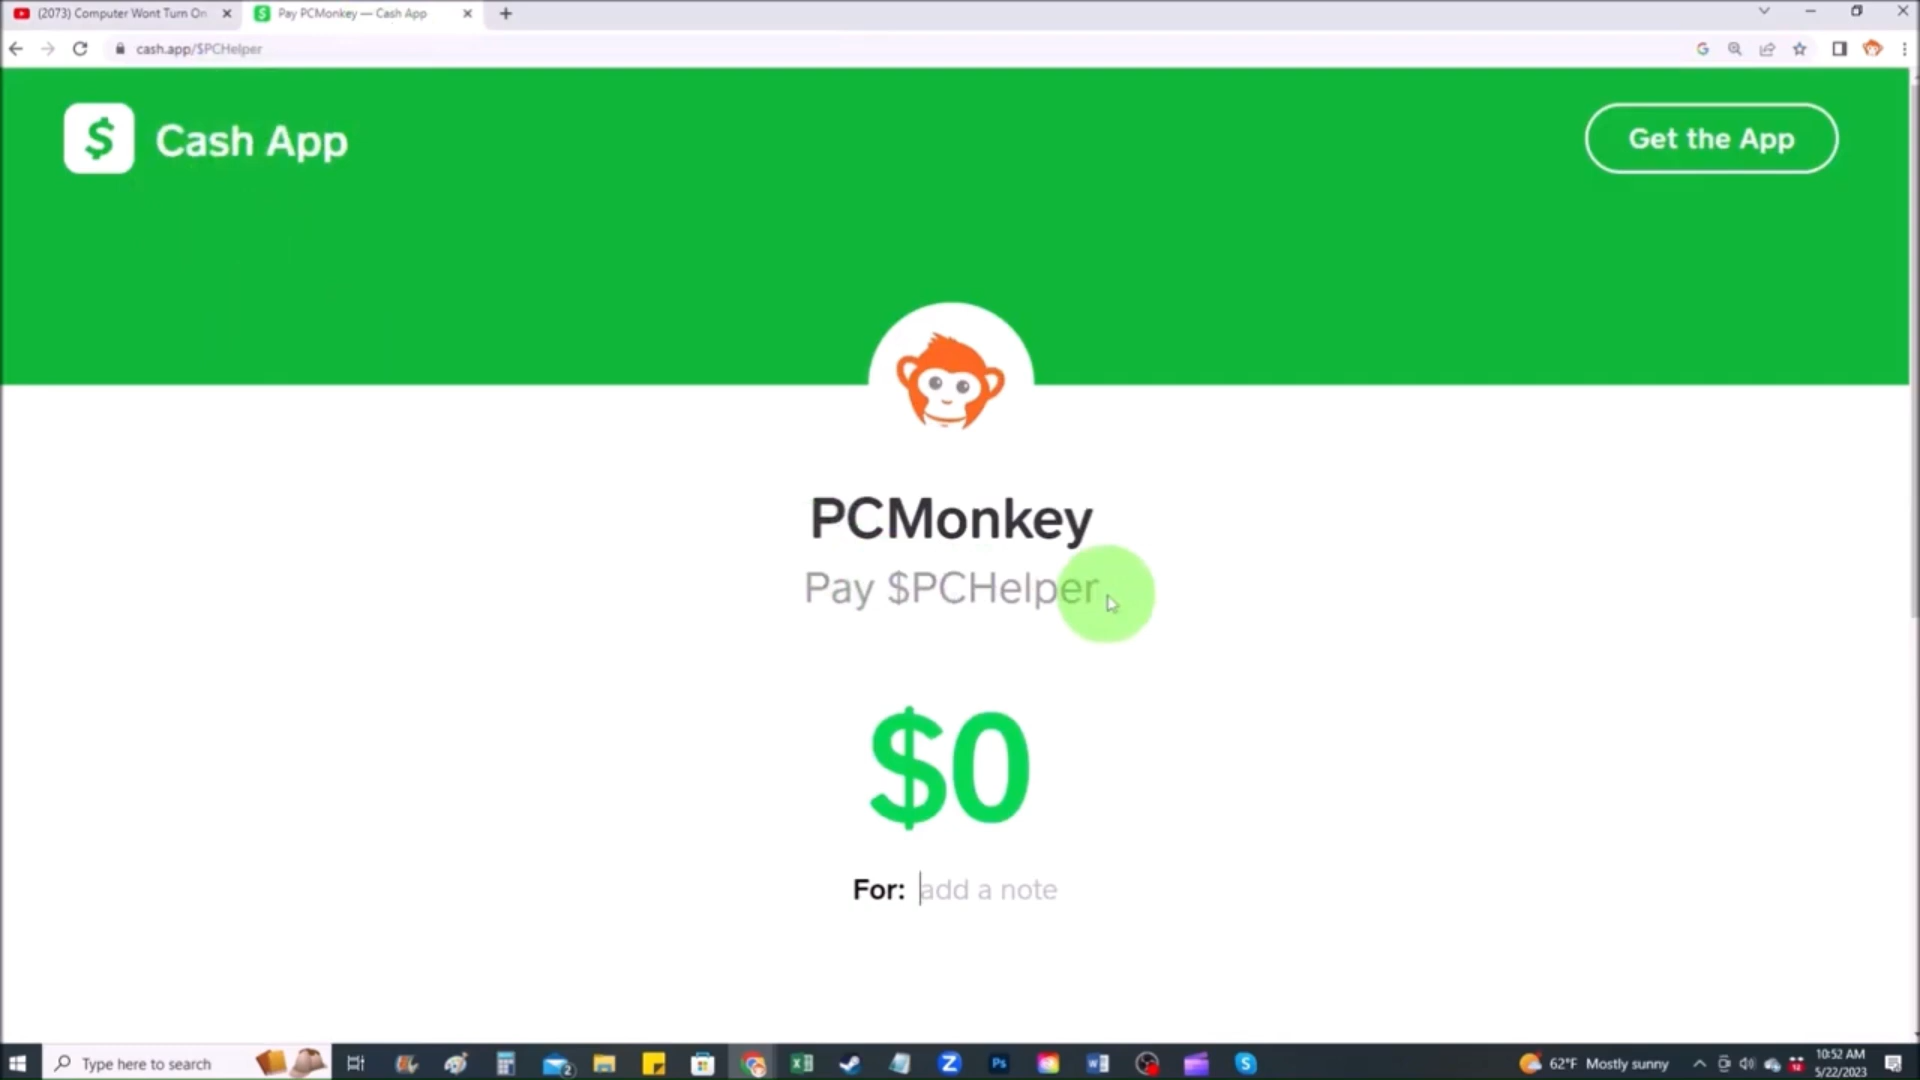 (2073) Computer Wont Turn On
Pay PCMonkey — Cash App
cash.app/$PCHelper
$ Cash App
Get the App
PCMonkey
Pay $PCHelper
$0
For: add a note
Type here to search
62°F Mostly sunny
10:52 AM
5/22/2023